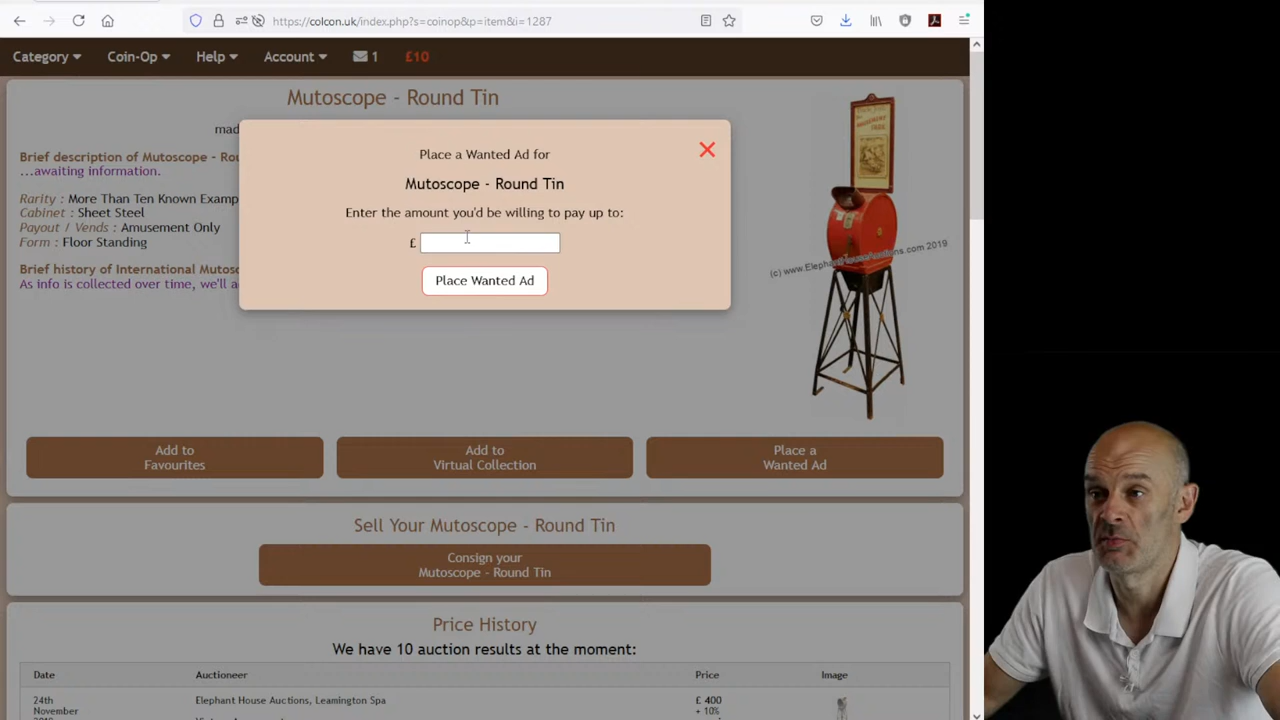 https://colcon.uk/index.php?s=coinop&p=item&i=1287
Category Coin-Op Help Account 1 £10
Mutoscope - Round Tin
mad
Brief description of Mutoscope - Rou
...awaiting information.
Rarity : More Than Ten Known Examp
Cabinet : Sheet Steel
Payout / Vends : Amusement Only
Form : Floor Standing
Brief history of International Mutos
As info is collected over time, we'll a
Place a Wanted Ad for
Mutoscope - Round Tin
Enter the amount you'd be willing to pay up to:
£
Place Wanted Ad
AMUSEMENT
PARK
(c) www.ElephantHouseAuctions.com 2019
Add to
Favourites
Add to
Virtual Collection
Place a
Wanted Ad
Sell Your Mutoscope - Round Tin
Consign your
Mutoscope - Round Tin
Price History
We have 10 auction results at the moment:
Date Auctioneer Price Image
24th
November
Elephant House Auctions, Leamington Spa
£ 400
+ 10%